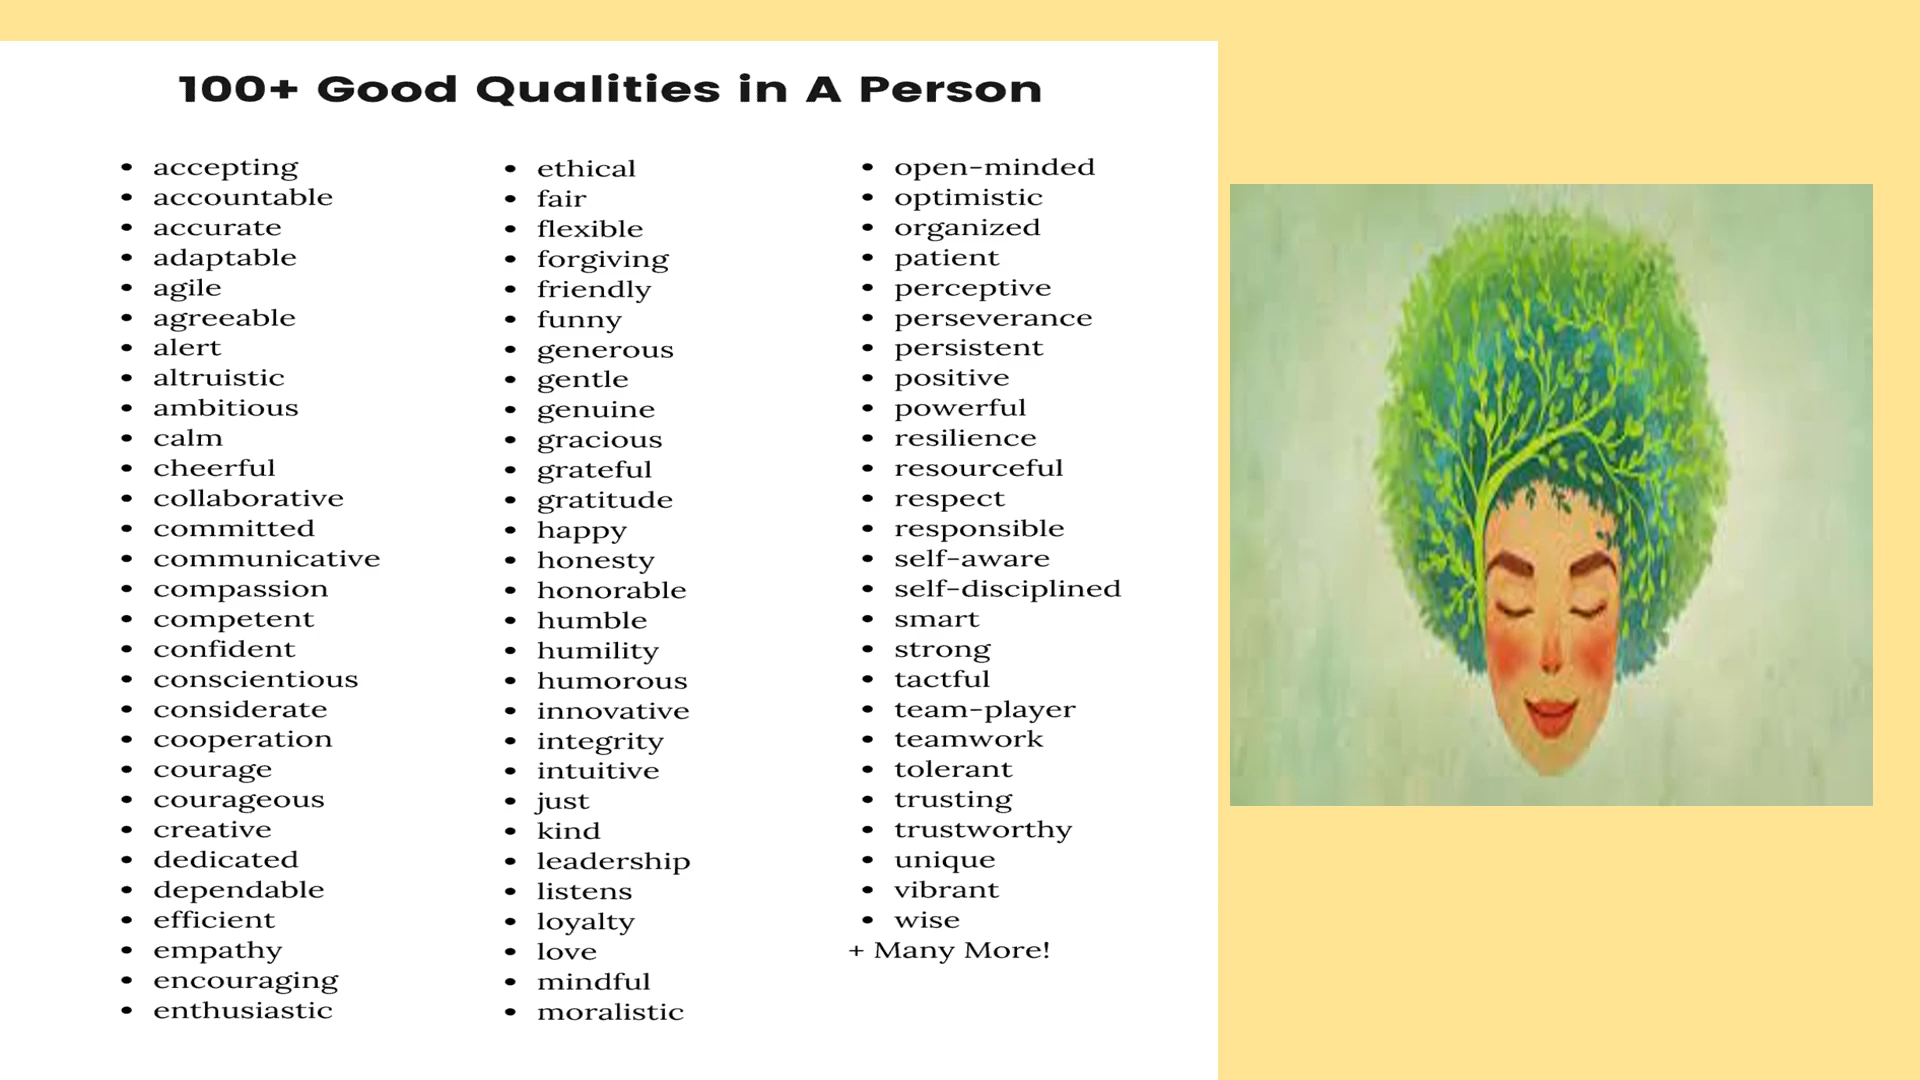 100+ Good Qualities in A Person
• accepting
• accountable
• accurate
• adaptable
• agile
• agreeable
• alert
• altruistic
• ambitious
• calm
• cheerful
• collaborative
• committed
• communicative
• compassion
• competent
• confident
• conscientious
• considerate
• cooperation
• courage
• courageous
• creative
• dedicated
• dependable
• efficient
• empathy
• encouraging
• enthusiastic
• ethical
• fair
• flexible
• forgiving
• friendly
• funny
• generous
• gentle
• genuine
• gracious
• grateful
• gratitude
• happy
• honesty
• honorable
• humble
• humility
• humorous
• innovative
• integrity
• intuitive
• just
• kind
• leadership
• listens
• loyalty
• love
• mindful
• moralistic
• open-minded
• optimistic
• organized
• patient
• perceptive
• perseverance
• persistent
• positive
• powerful
• resilience
• resourceful
• respect
• responsible
• self-aware
• self-disciplined
• smart
• strong
• tactful
• team-player
• teamwork
• tolerant
• trusting
• trustworthy
• unique
• vibrant
• wise
+ Many More!